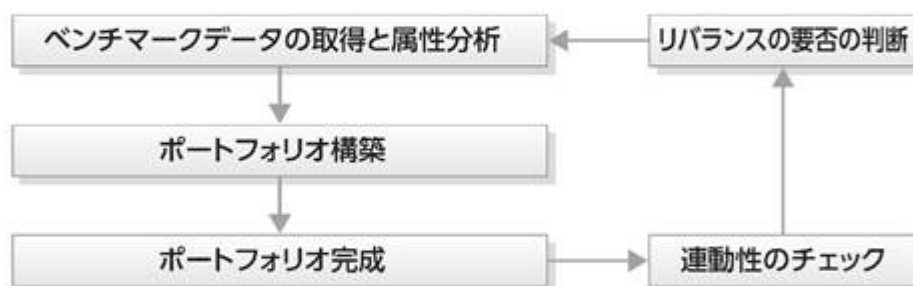 ベンチマークデータの取得と属性分析
リバランスの要否の判断
ポートフォリオ構築
ポートフォリオ完成
連動性のチェック